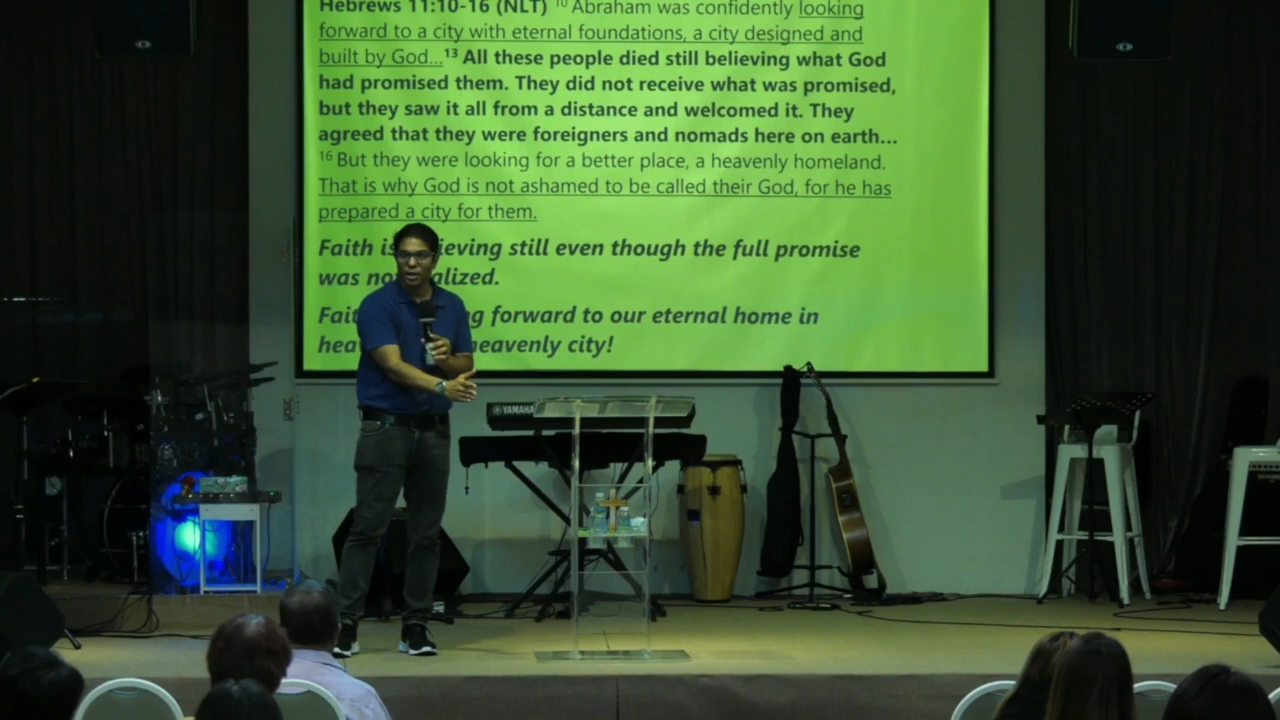 Hebrews 11:10-16 (NLT) 10 Abraham was confidently looking
forward to a city with eternal foundations, a city designed and
built by God...13 All these people died still believing what God
had promised them. They did not receive what was promised,
but they saw it all from a distance and welcomed it. They
agreed that they were foreigners and nomads here on earth...
16 But they were looking for a better place, a heavenly homeland.
That is why God is not ashamed to be called their God, for he has
prepared a city for them.
Faith is still even though the full promise
was
forward to our eternal home in
heavenly city!
YAMAHA